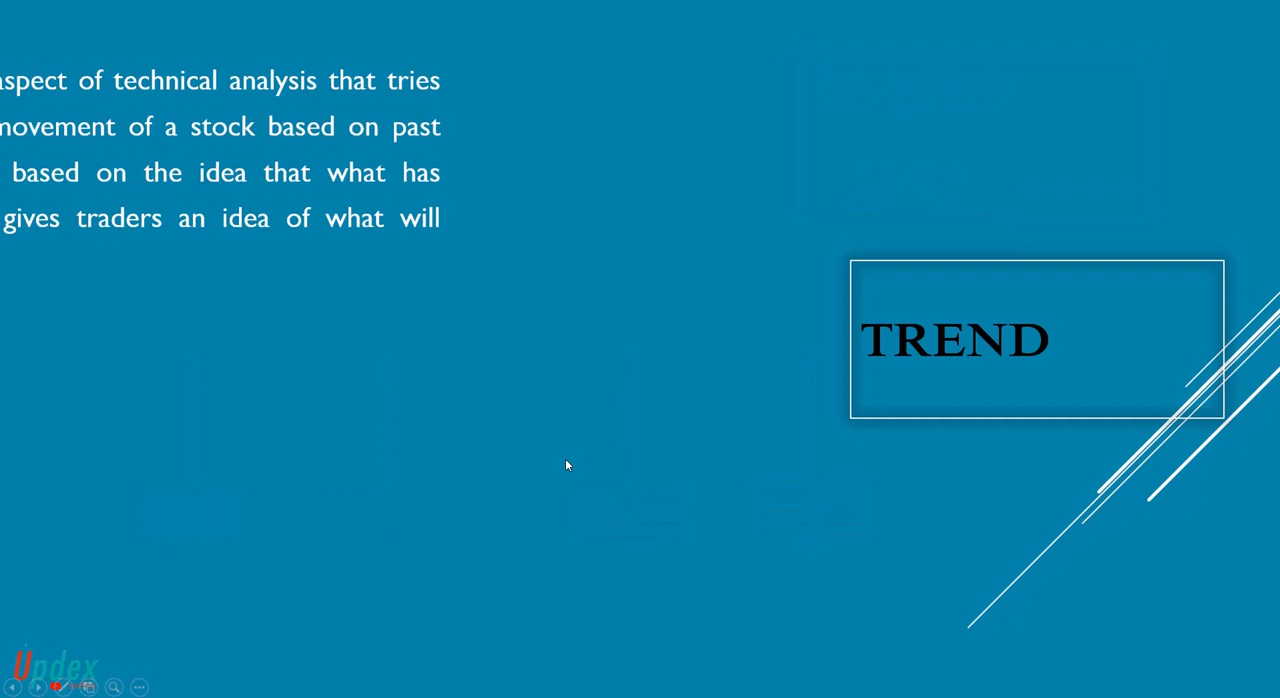 aspect of technical analysis that tries
movement of a stock based on past
based on the idea that what has
gives traders an idea of what will
TREND
Updex